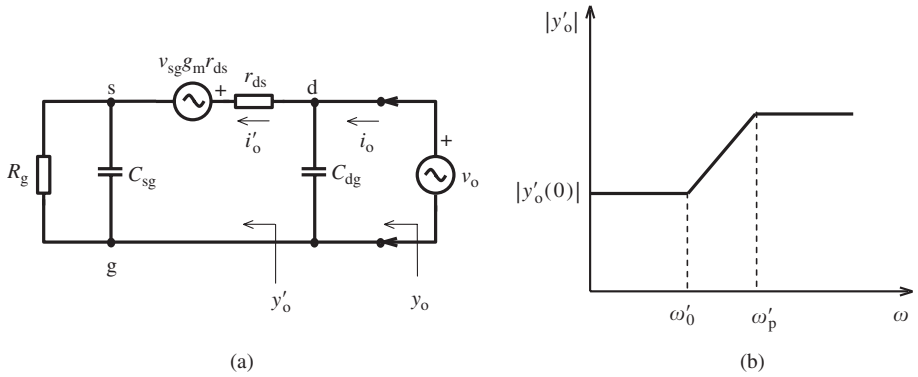 v_sg g_m r_ds
r_ds
s
d
+
i'_o
i_o
+
R_g
C_sg
C_dg
v_o
g
y'_o
y_o
(a)
|y'_o|
|y'_o(0)|
ω'_0
ω'_p
ω
(b)